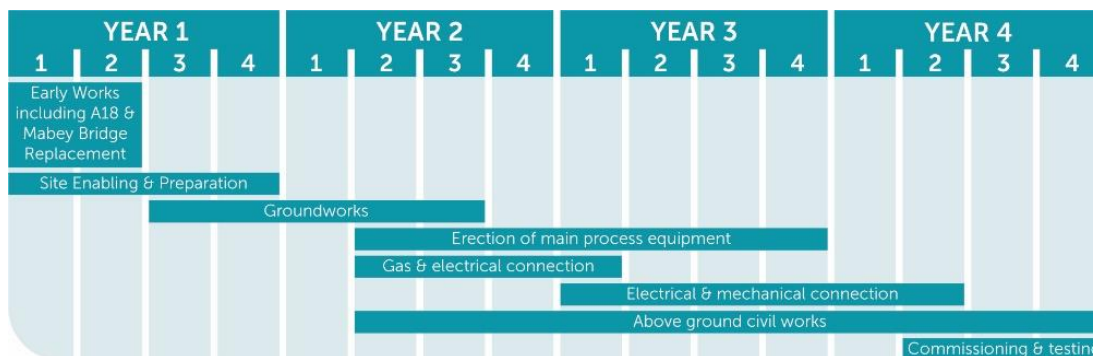 YEAR 1 YEAR 2 YEAR 3 YEAR 4
1 2 3 4 1 2 3 4 1 2 3 4 1 2 3 4
Early Works
including A18 &
Mabey Bridge
Replacement
Site Enabling & Preparation
Groundworks
Erection of main process equipment
Gas & electrical connection
Electrical & mechanical connection
Above ground civil works
Commissioning & testing